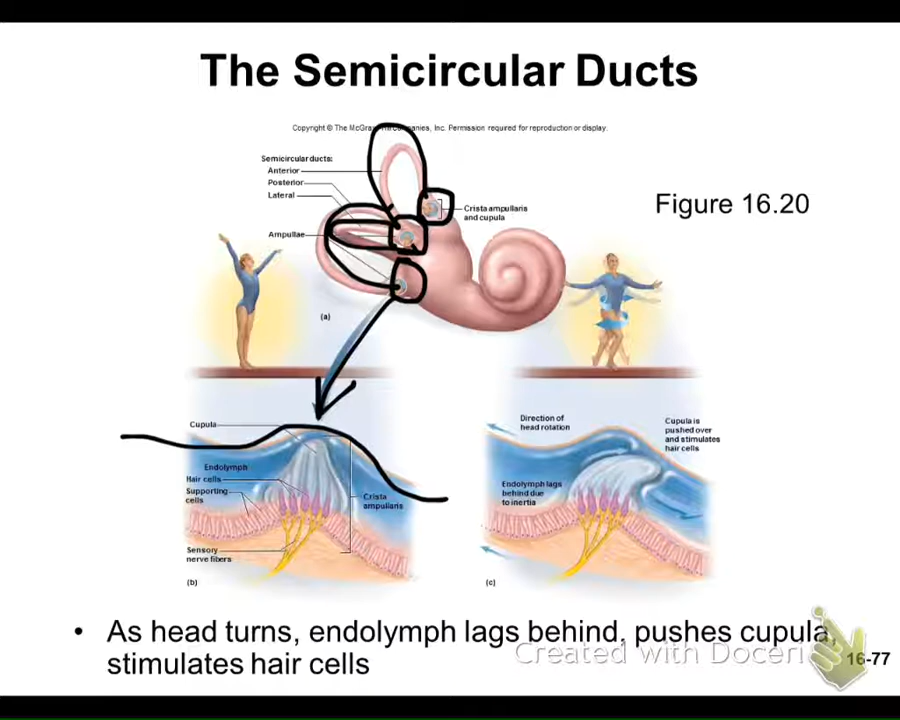 The Semicircular Ducts
Copyright © The McGraw-Hill Companies, Inc. Permission required for reproduction or display.
Semicircular ducts:
Anterior
Posterior
Lateral
Ampullae
Crista ampullaris
and cupula
Figure 16.20
(a)
Cupula
Endolymph
Hair cells
Supporting
cells
Crista
ampullaris
Sensory
nerve fibers
(b)
Direction of
head rotation
Cupula is
pushed over
and stimulates
hair cells
Endolymph lags
behind due
to inertia
(c)
• As head turns, endolymph lags behind, pushes cupula,
stimulates hair cells
Created with Doceri
16-77